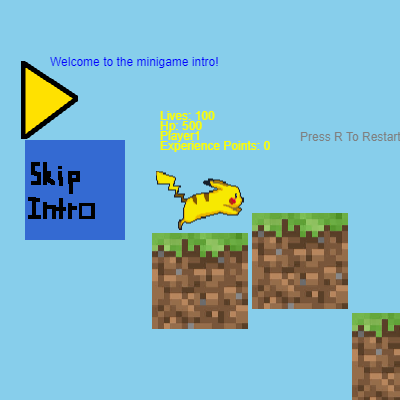 Welcome to the minigame intro!
Lives: 100
Hp: 500
Player1
Experience Points: 0
Press R To Restart
Skip
Intro